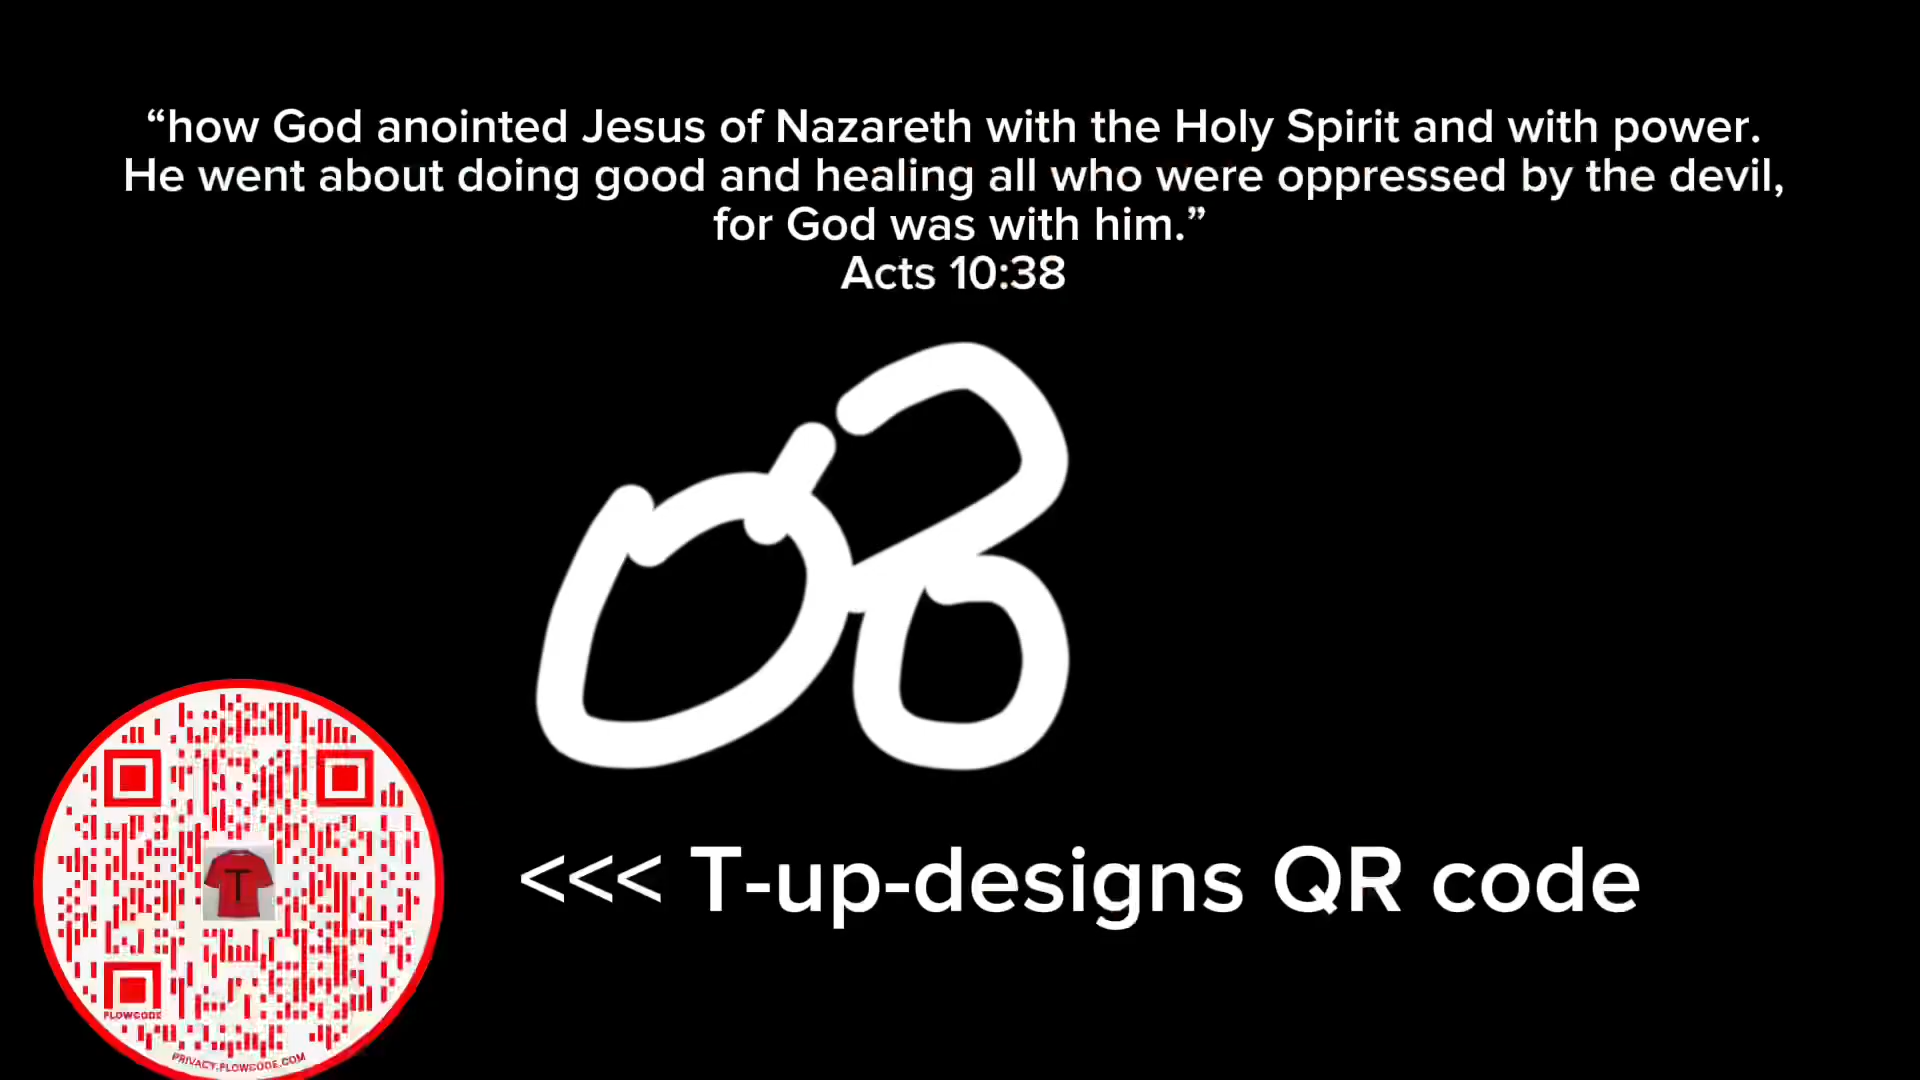 “how God anointed Jesus of Nazareth with the Holy Spirit and with power.
He went about doing good and healing all who were oppressed by the devil,
for God was with him.”
Acts 10:38
<<< T-up-designs QR code
T
FLOWCODE
PRIVACY.FLOWCODE.COM